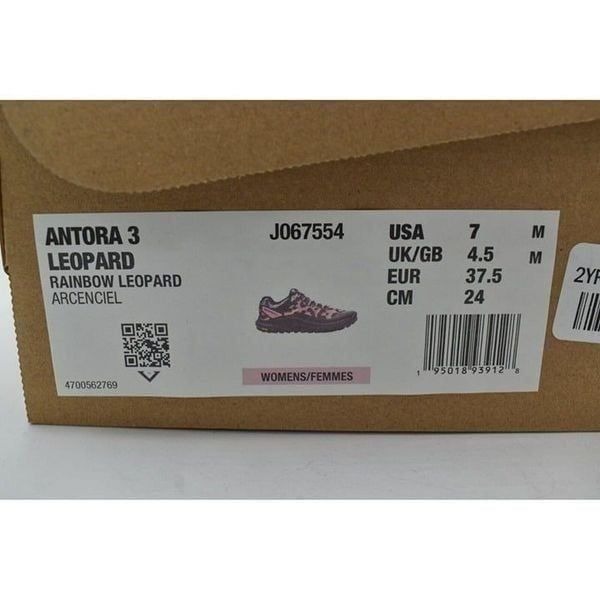 ANTORA 3
LEOPARD
RAINBOW LEOPARD
ARCENCIEL
4700562769
J067554
WOMENS/FEMMES
USA 7 M
UK/GB 4.5 M
EUR 37.5
CM 24
1 95018 93912 8